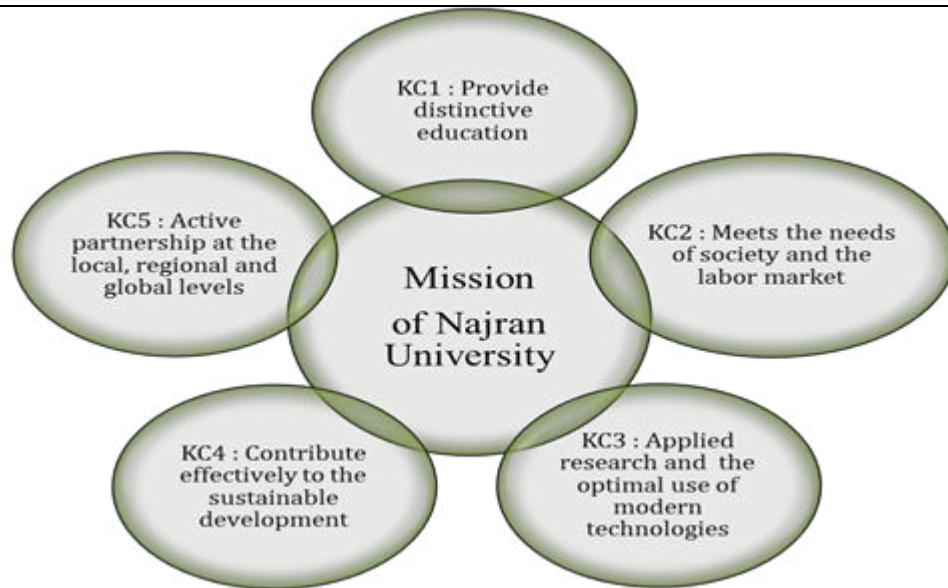 KC1 : Provide
distinctive
education
KC5 : Active
partnership at the
local, regional and
global levels
KC2 : Meets the needs
of society and the
labor market
Mission
of Najran
University
KC4 : Contribute
effectively to the
sustainable
development
KC3 : Applied
research and the
optimal use of
modern
technologies